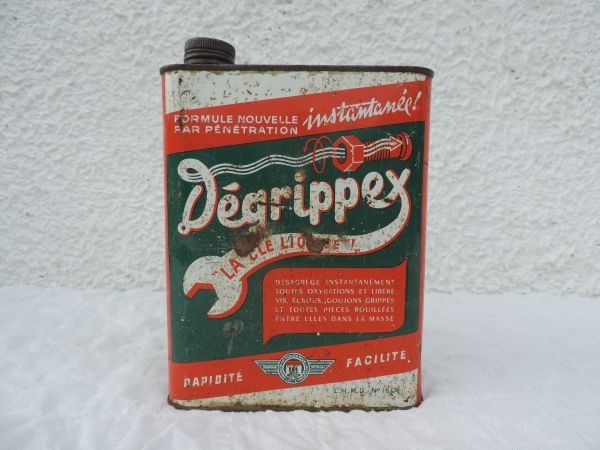 FORMULE NOUVELLE
PAR PÉNÉTRATION
instantanée!
Dégrippex
"LA CLÉ LIQUIDE"!
DÉSAGRÈGE INSTANTANÉMENT
TOUTES OXYDATIONS ET LIBÈRE
VIS, ÉCROUS, GOUJONS GRIPPÉS
ET TOUTES PIÈCES ROUILLÉES
ENTRE ELLES DANS LA MASSE
RAPIDITÉ
FACILITÉ
L.H.M.D. No